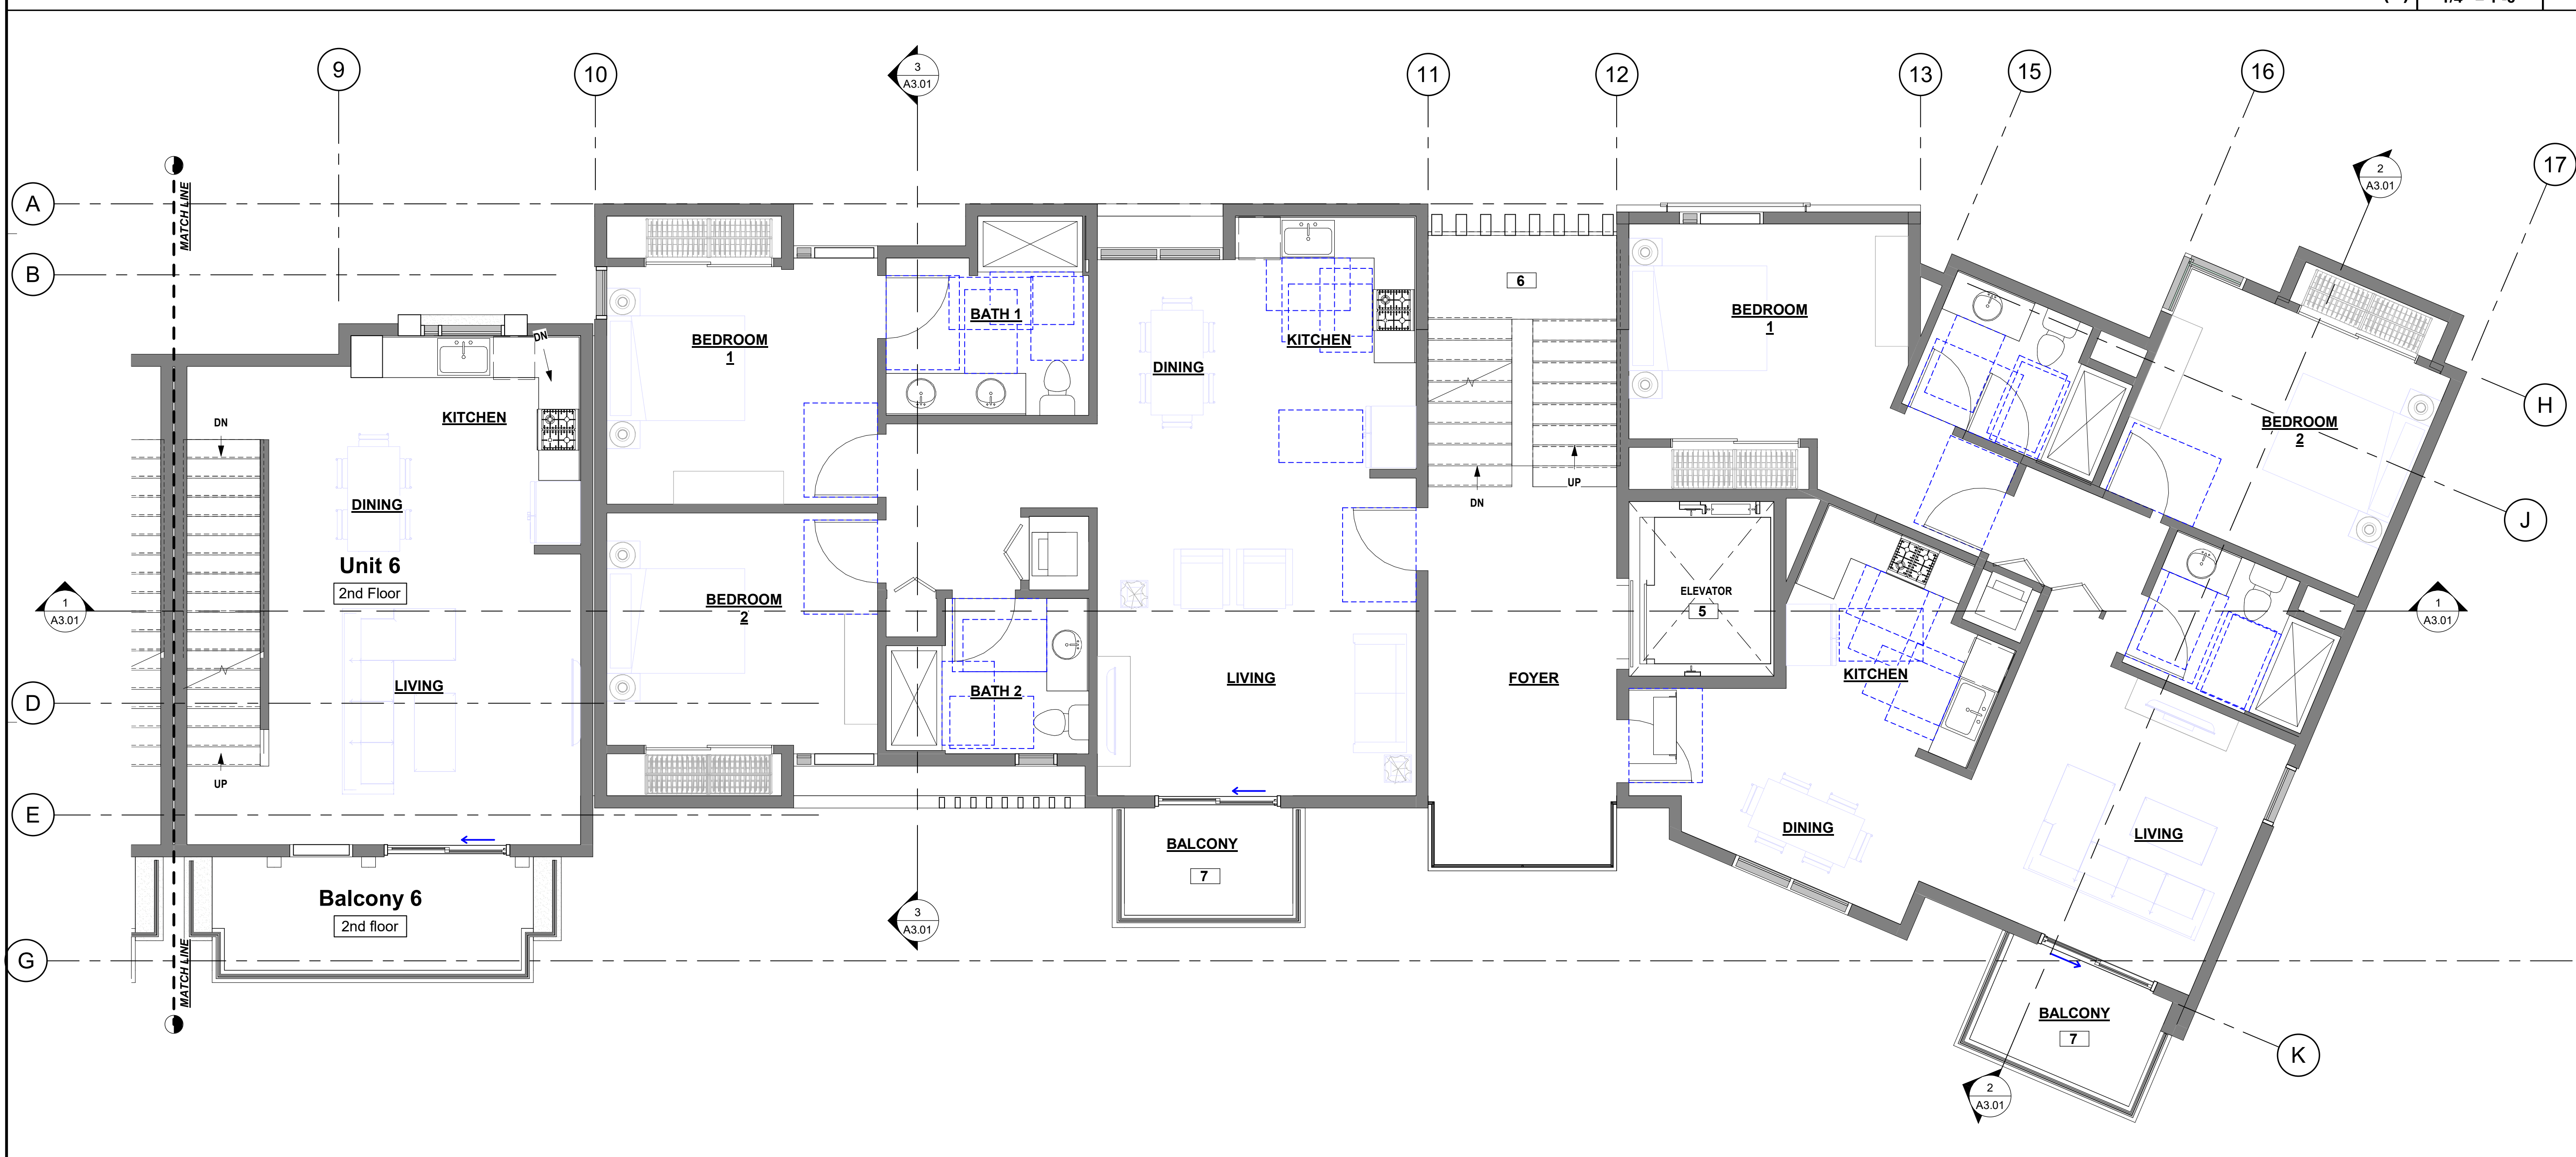 9
10
3
A3.01
11
12
13
15
16
17
2
A3.01
A
MATCH LINE
B
6
DN
BEDROOM
1
BATH 1
KITCHEN
DINING
BEDROOM
1
H
KITCHEN
DN
BEDROOM
2
DINING
DN
UP
J
Unit 6
2nd Floor
1
A3.01
BEDROOM
2
ELEVATOR
5
1
A3.01
LIVING
BATH 2
LIVING
FOYER
KITCHEN
D
UP
E
DINING
LIVING
BALCONY
7
Balcony 6
2nd floor
3
A3.01
G
MATCH LINE
BALCONY
7
K
2
A3.01